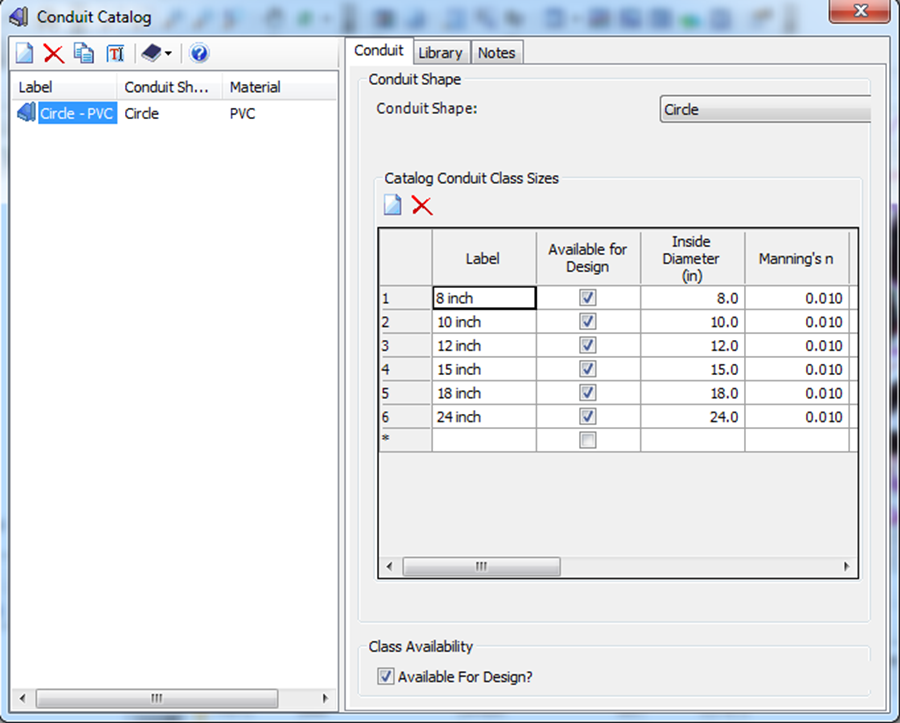 Conduit Catalog
Label Conduit Sh... Material
Circle - PVC Circle PVC
Conduit Library Notes
Conduit Shape
Conduit Shape: Circle
Catalog Conduit Class Sizes
Label Available for Design Inside Diameter (in) Manning's n
1 8 inch 8.0 0.010
2 10 inch 10.0 0.010
3 12 inch 12.0 0.010
4 15 inch 15.0 0.010
5 18 inch 18.0 0.010
6 24 inch 24.0 0.010
*
Class Availability
Available For Design?